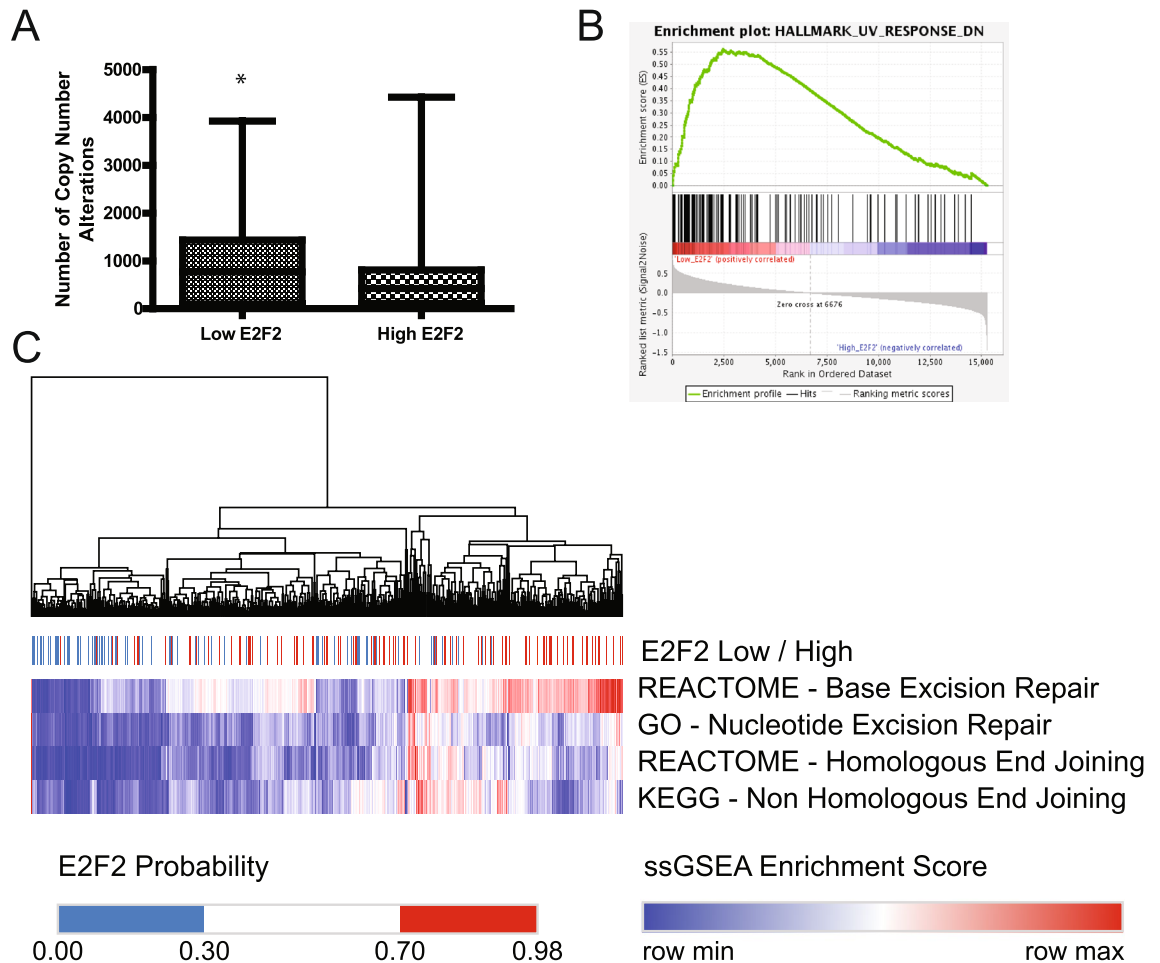 A
5000
4000
3000
2000
1000
0
Number of Copy Number
Alterations
*
Low E2F2
High E2F2
B
Enrichment plot: HALLMARK_UV_RESPONSE_DN
Enrichment score (ES)
0.55
0.50
0.45
0.40
0.35
0.30
0.25
0.20
0.15
0.10
0.05
0.00
Ranked list metric (Signal2Noise)
'Low_E2F2' (positively correlated)
0.5
0.0
-0.5
-1.0
-1.5
Zero cross at 6676
'High_E2F2' (negatively correlated)
0 2,500 5,000 7,500 10,000 12,500 15,000
Rank in Ordered Dataset
Enrichment profile Hits Ranking metric scores
C
E2F2 Low / High
REACTOME - Base Excision Repair
GO - Nucleotide Excision Repair
REACTOME - Homologous End Joining
KEGG - Non Homologous End Joining
E2F2 Probability
0.00 0.30 0.70 0.98
ssGSEA Enrichment Score
row min row max